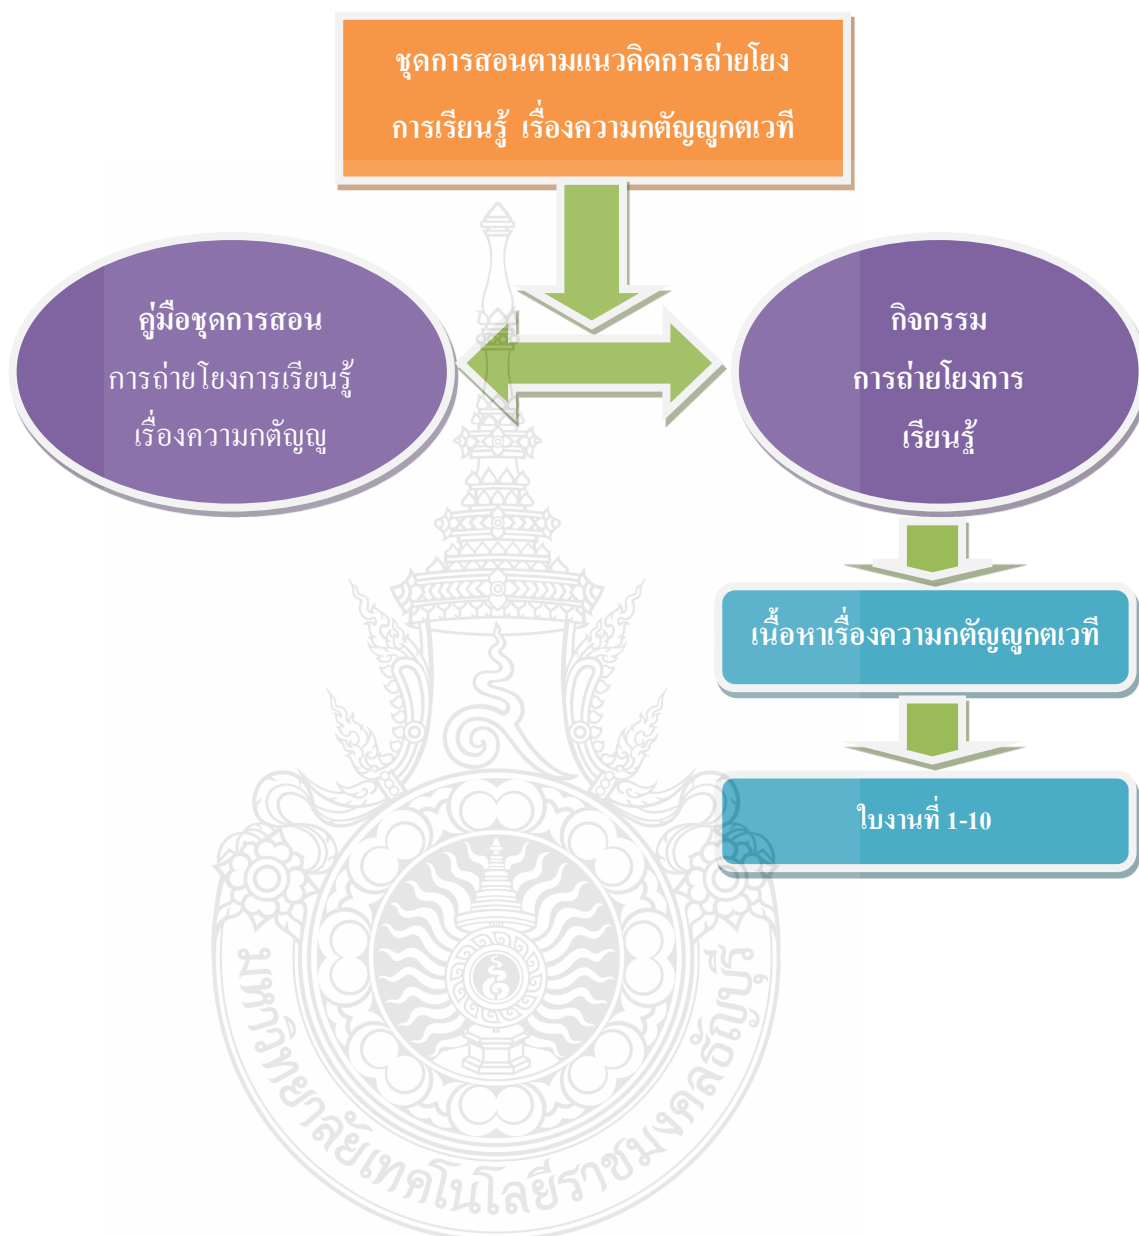 ชุดการสอนตามแนวคิดการถ่ายโยง
การเรียนรู้ เรื่องความกตัญญูกตเวที
คู่มือชุดการสอน
การถ่ายโยงการเรียนรู้
เรื่องความกตัญญู
กิจกรรม
การถ่ายโยงการ
เรียนรู้
เนื้อหาเรื่องความกตัญญูกตเวที
ใบงานที่ 1-10
มหาวิทยาลัยเทคโนโลยีราชมงคลธัญบุรี